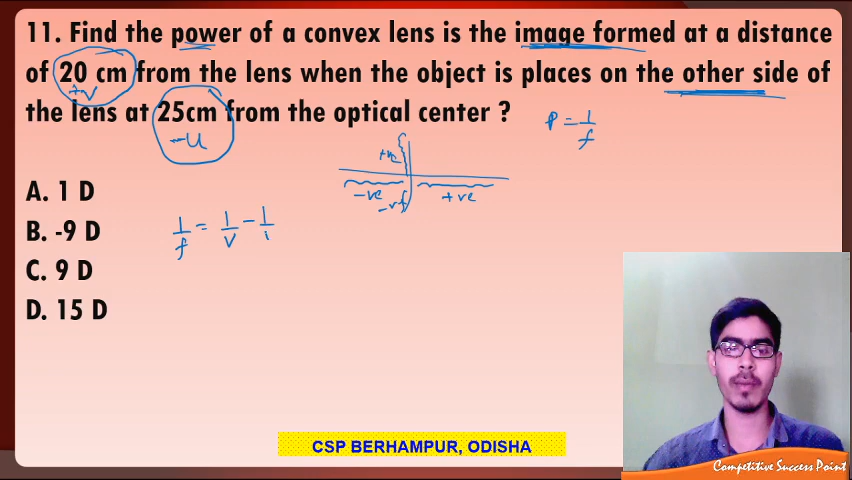 11. Find the power of a convex lens is the image formed at a distance
of 20 cm from the lens when the object is places on the other side of
+v
the lens at 25cm from the optical center ?
-u
P = 1/f
+ve
-ve
+ve
A. 1 D
1/f = 1/v - 1/
B. -9 D
C. 9 D
D. 15 D
CSP BERHAMPUR, ODISHA
Competitive Success Point